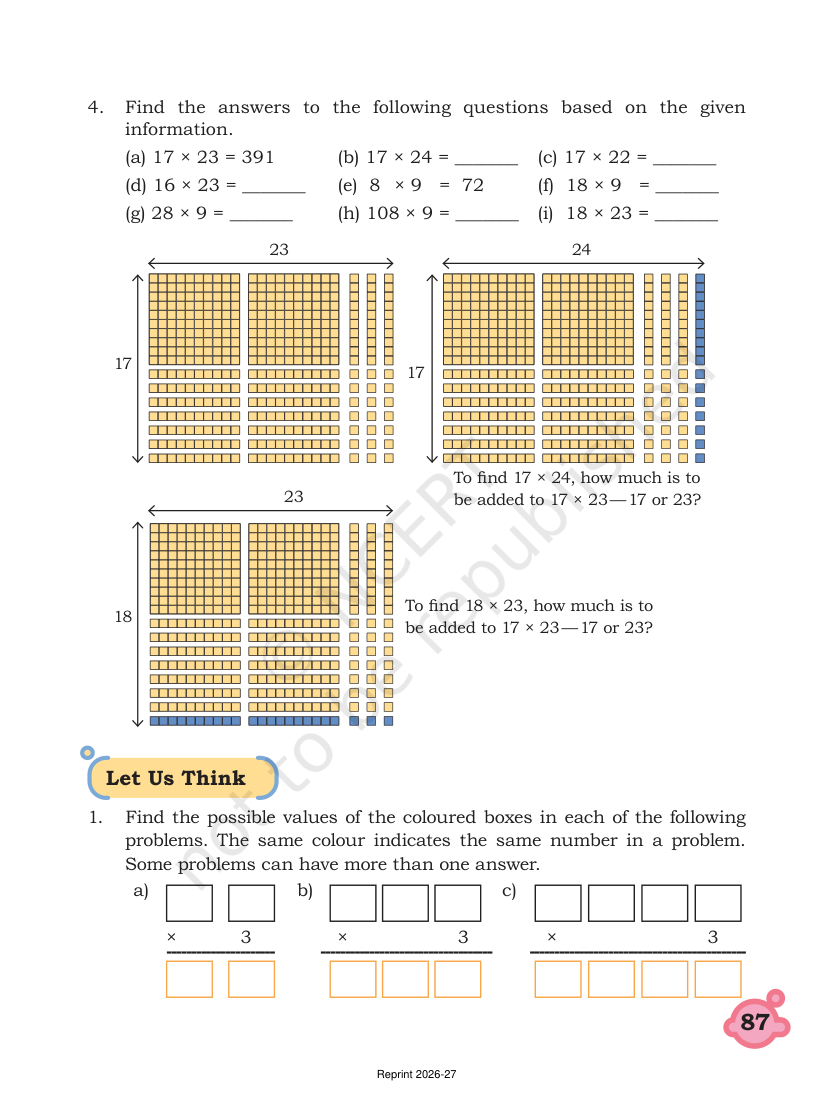 4. Find the answers to the following questions based on the given
information.
(a) 17 × 23 = 391 (b) 17 × 24 = _______ (c) 17 × 22 = _______
(d) 16 × 23 = _______ (e) 8 × 9 = 72 (f) 18 × 9 = _______
(g) 28 × 9 = _______ (h) 108 × 9 = _______ (i) 18 × 23 = _______
23 24
17 17
To find 17 × 24, how much is to
be added to 17 × 23—17 or 23?
23
18
To find 18 × 23, how much is to
be added to 17 × 23—17 or 23?
Let Us Think
1. Find the possible values of the coloured boxes in each of the following
problems. The same colour indicates the same number in a problem.
Some problems can have more than one answer.
a) b) c)
× 3 × 3 × 3
87
Reprint 2026-27
© NCERT
not to be republished